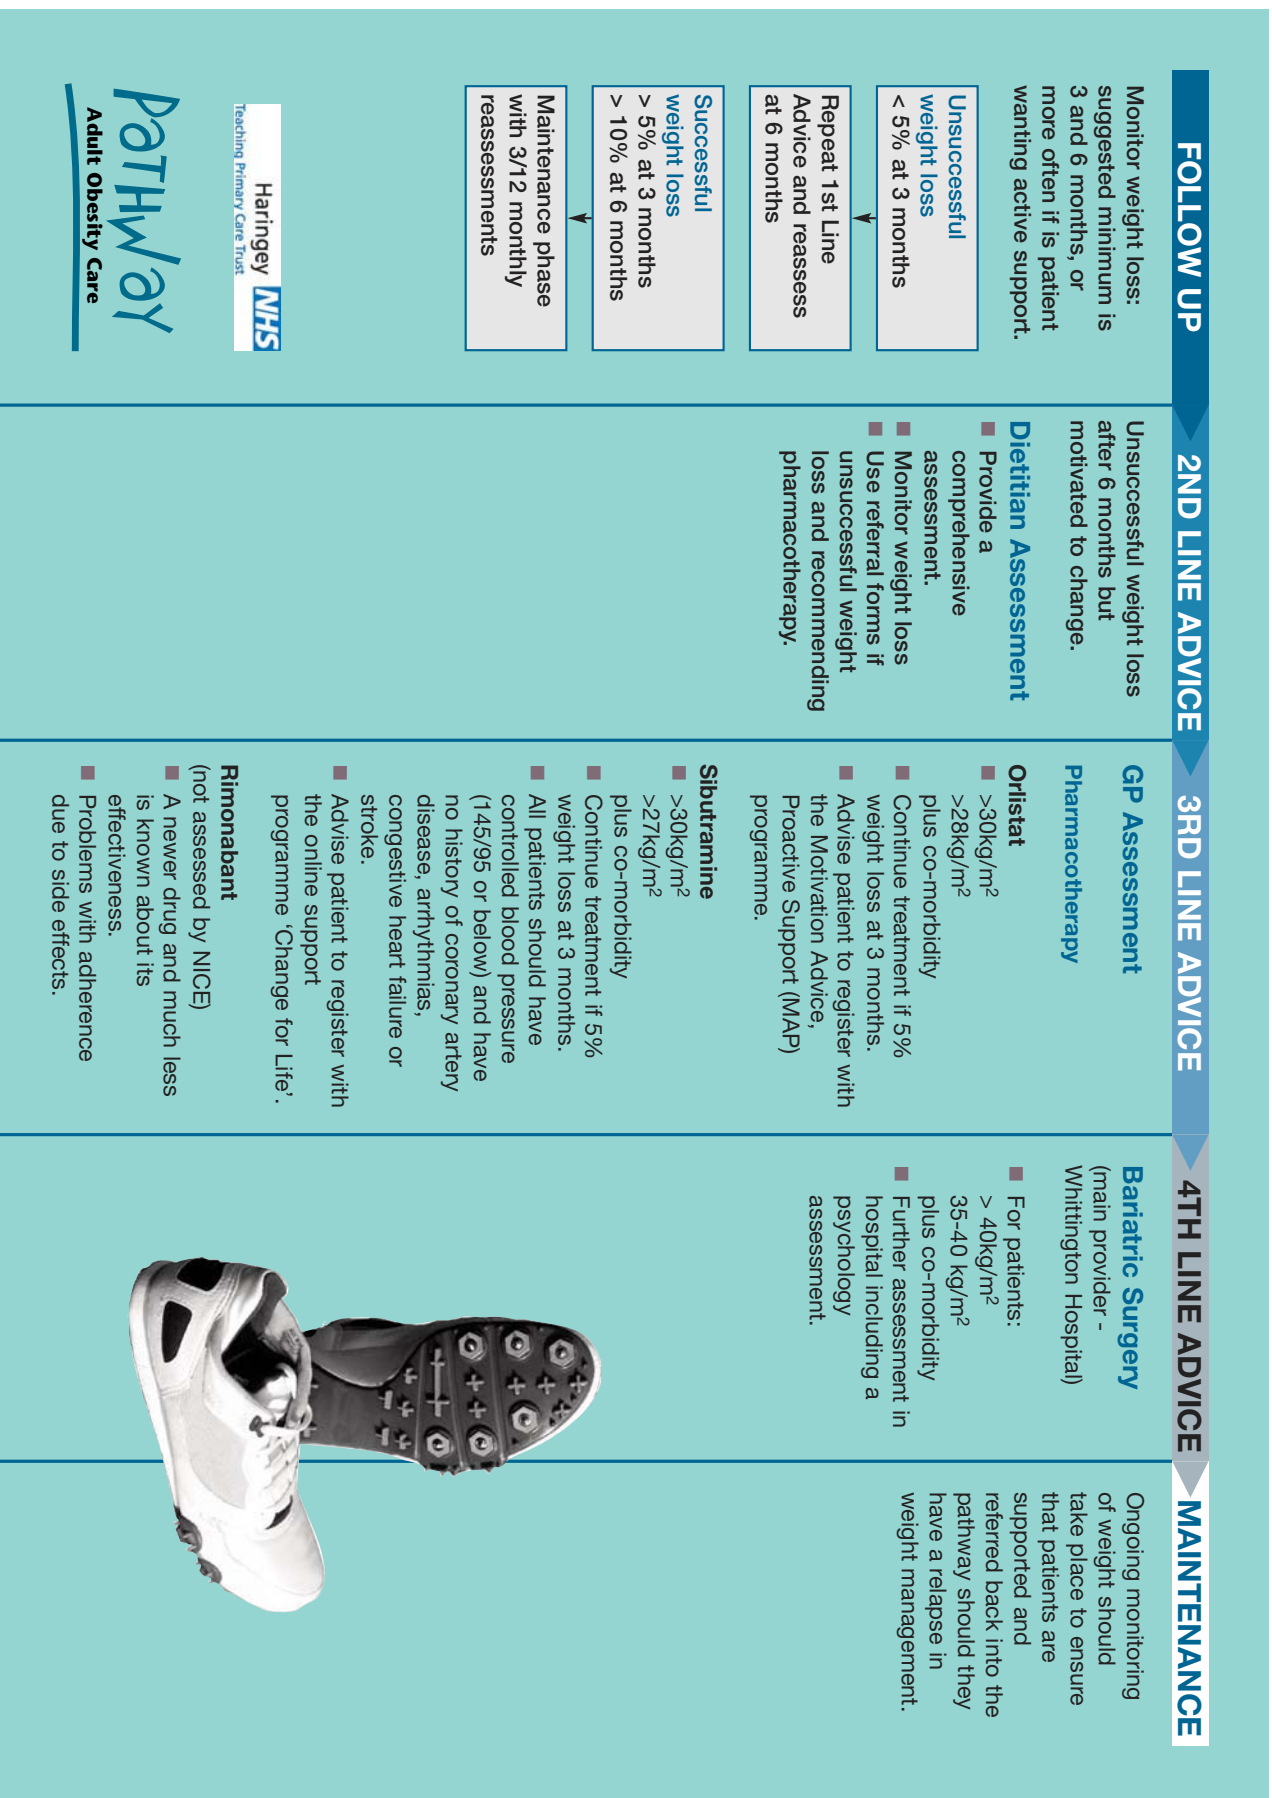 FOLLOW UP
Monitor weight loss:
suggested minimum is
3 and 6 months, or
more often if is patient
wanting active support.
Unsuccessful
weight loss
< 5% at 3 months
Repeat 1st Line
Advice and reassess
at 6 months
Successful
weight loss
> 5% at 3 months
> 10% at 6 months
Maintenance phase
with 3/12 monthly
reassessments
Haringey NHS
Teaching Primary Care Trust
PATHWAY
Adult Obesity Care
2ND LINE ADVICE
Unsuccessful weight loss
after 6 months but
motivated to change.
Dietitian Assessment
■ Provide a
comprehensive
assessment.
■ Monitor weight loss
■ Use referral forms if
unsuccessful weight
loss and recommending
pharmacotherapy.
3RD LINE ADVICE
GP Assessment
Pharmacotherapy
Orlistat
■ >30kg/m²
>28kg/m²
plus co-morbidity
■ Continue treatment if 5%
weight loss at 3 months.
■ Advise patient to register with
the Motivation Advice,
Proactive Support (MAP)
programme.
Sibutramine
■ >30kg/m²
>27kg/m²
plus co-morbidity
■ Continue treatment if 5%
weight loss at 3 months.
■ All patients should have
controlled blood pressure
(145/95 or below) and have
no history of coronary artery
disease, arrhythmias,
congestive heart failure or
stroke.
■ Advise patient to register with
the online support
programme ‘Change for Life’.
Rimonabant
(not assessed by NICE)
■ A newer drug and much less
is known about its
effectiveness.
■ Problems with adherence
due to side effects.
4TH LINE ADVICE
Bariatric Surgery
(main provider -
Whittington Hospital)
■ For patients:
> 40kg/m²
35-40 kg/m²
plus co-morbidity
■ Further assessment in
hospital including a
psychology
assessment.
MAINTENANCE
Ongoing monitoring
of weight should
take place to ensure
that patients are
supported and
referred back into the
pathway should they
have a relapse in
weight management.